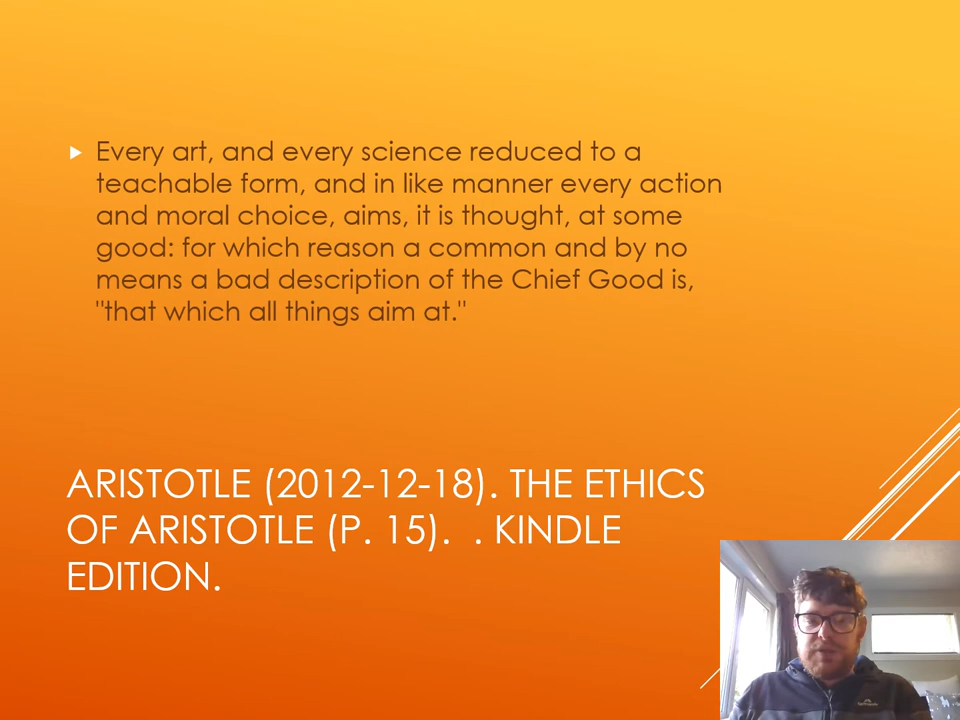 Every art, and every science reduced to a
teachable form, and in like manner every action
and moral choice, aims, it is thought, at some
good: for which reason a common and by no
means a bad description of the Chief Good is,
"that which all things aim at."
ARISTOTLE (2012-12-18). THE ETHICS
OF ARISTOTLE (P. 15).  . KINDLE
EDITION.